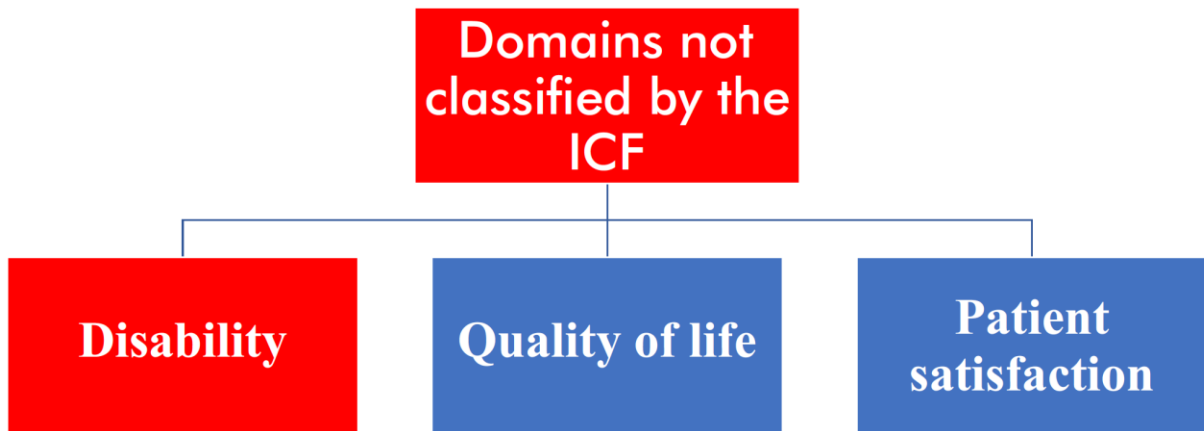 Domains not
classified by the
ICF
Disability
Quality of life
Patient
satisfaction